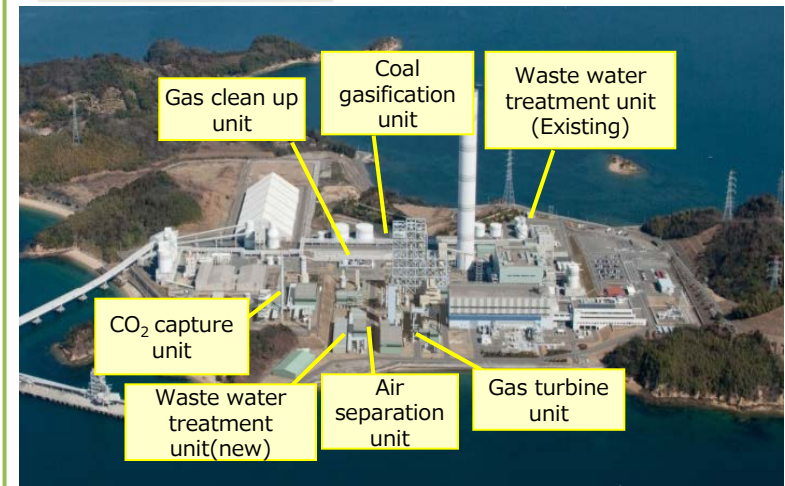 Gas clean up
unit
Coal
gasification
unit
Waste water
treatment unit
(Existing)
CO₂ capture
unit
Waste water
treatment
unit(new)
Air
separation
unit
Gas turbine
unit